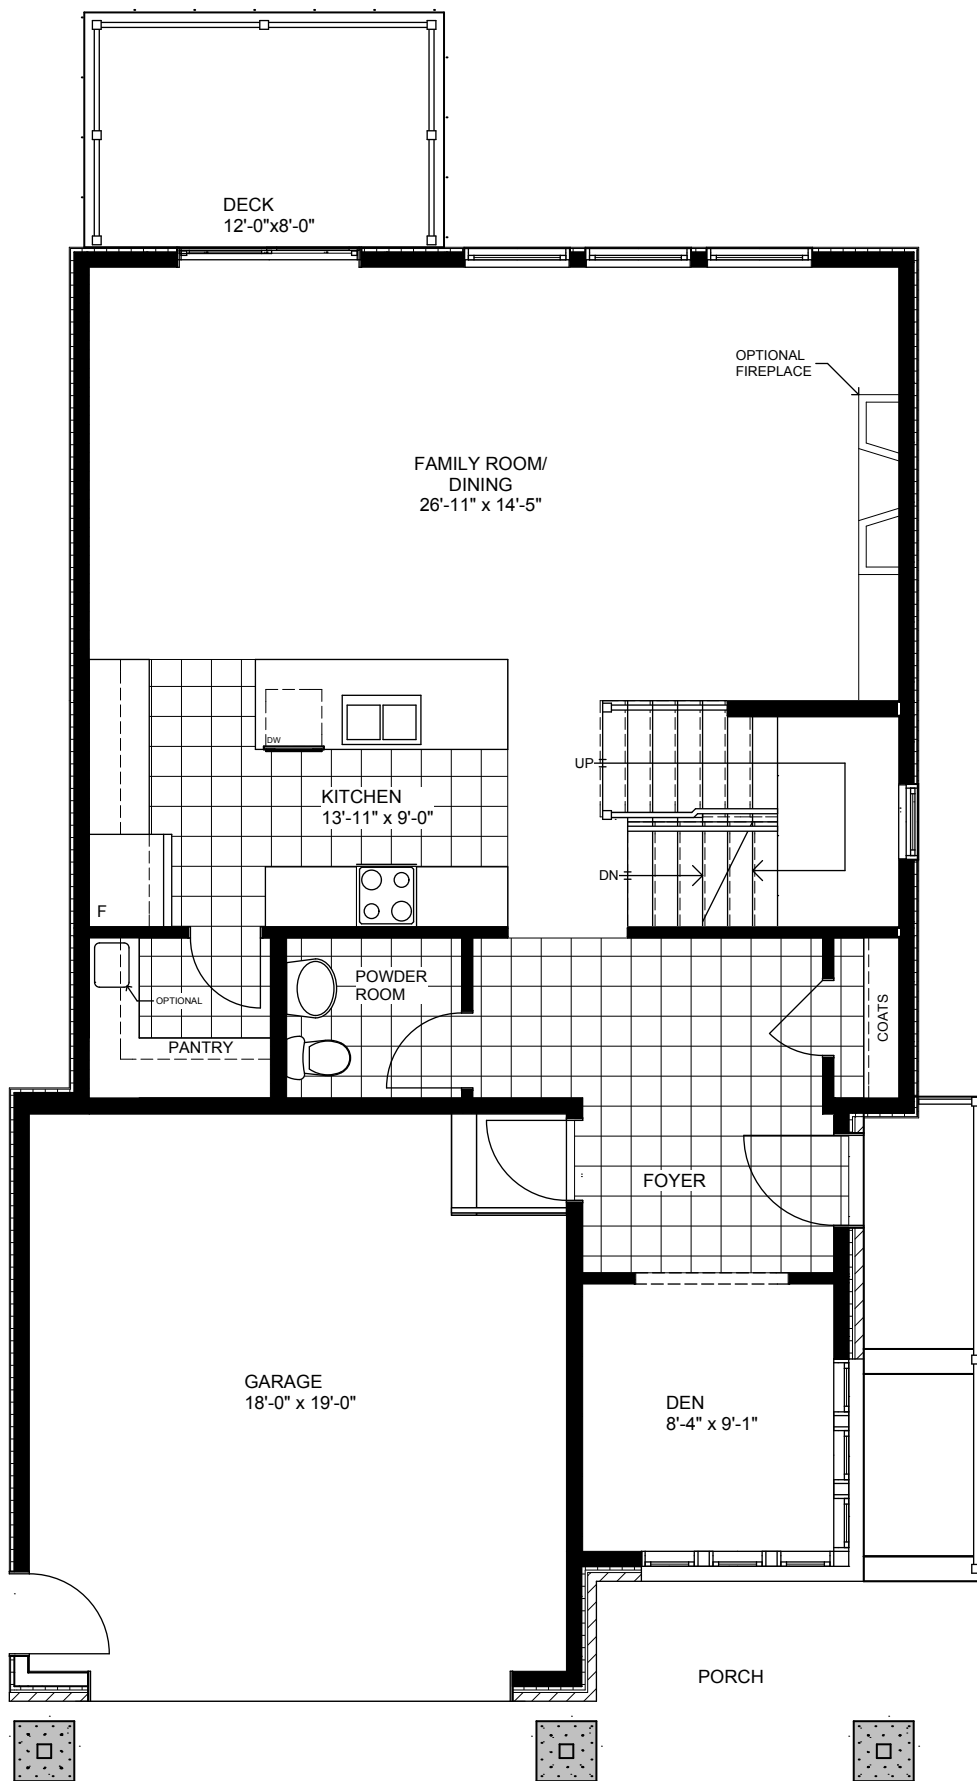 DECK
12'-0"x8'-0"
OPTIONAL
FIREPLACE
FAMILY ROOM/
DINING
26'-11" x 14'-5"
DW
UP
KITCHEN
13'-11" x 9'-0"
DN
F
POWDER
ROOM
OPTIONAL
COATS
PANTRY
FOYER
GARAGE
18'-0" x 19'-0"
DEN
8'-4" x 9'-1"
PORCH